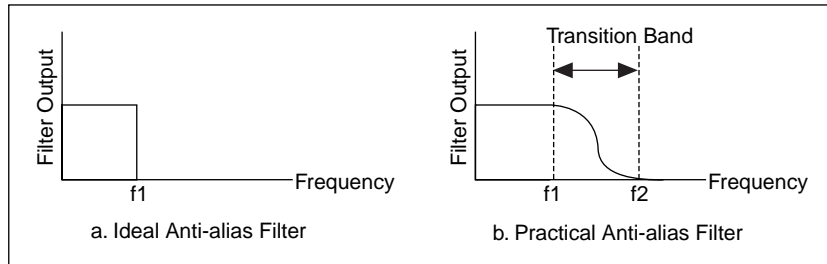 Filter Output
f1
Frequency
a. Ideal Anti-alias Filter
Transition Band
Filter Output
f1
f2
Frequency
b. Practical Anti-alias Filter